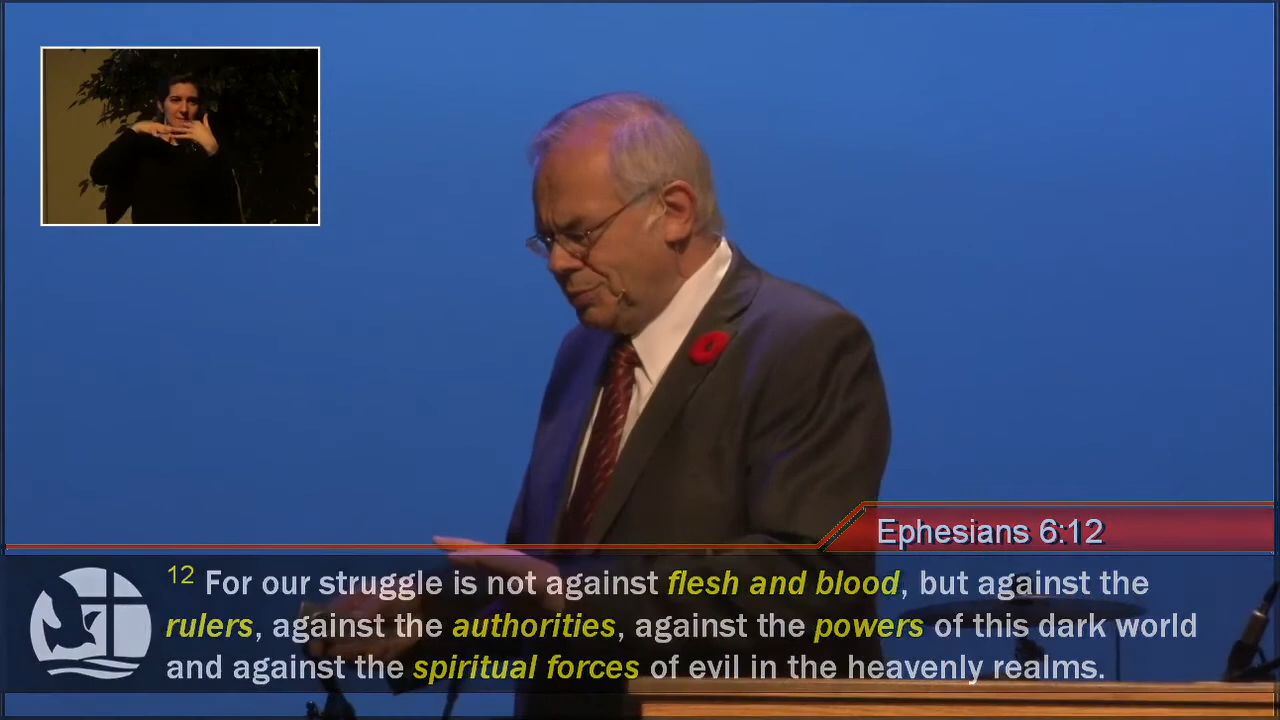 Ephesians 6:12
12 For our struggle is not against flesh and blood, but against the
rulers, against the authorities, against the powers of this dark world
and against the spiritual forces of evil in the heavenly realms.